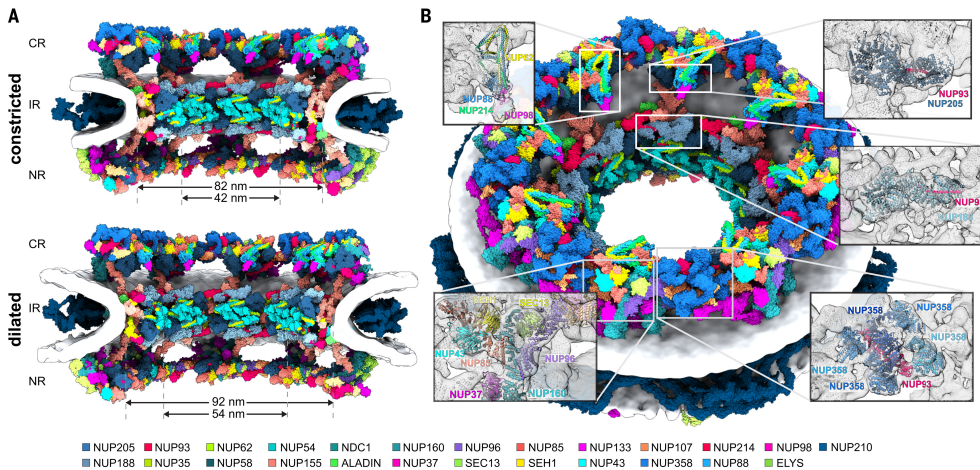 A
B
constricted
CR
IR
NR
82 nm
42 nm
dilated
CR
IR
NR
92 nm
54 nm
NUP62
NUP88
NUP214
NUP98
NUP93
NUP205
NUP9
NUP43
NUP85
SEC13
NUP96
NUP37
NUP160
NUP358
NUP358
NUP358
NUP358
NUP358
NUP93
NUP205 NUP93 NUP62 NUP54 NDC1 NUP160 NUP96 NUP85 NUP133 NUP107 NUP214 NUP98 NUP210
NUP188 NUP35 NUP58 NUP155 ALADIN NUP37 SEC13 SEH1 NUP43 NUP358 NUP88 ELYS